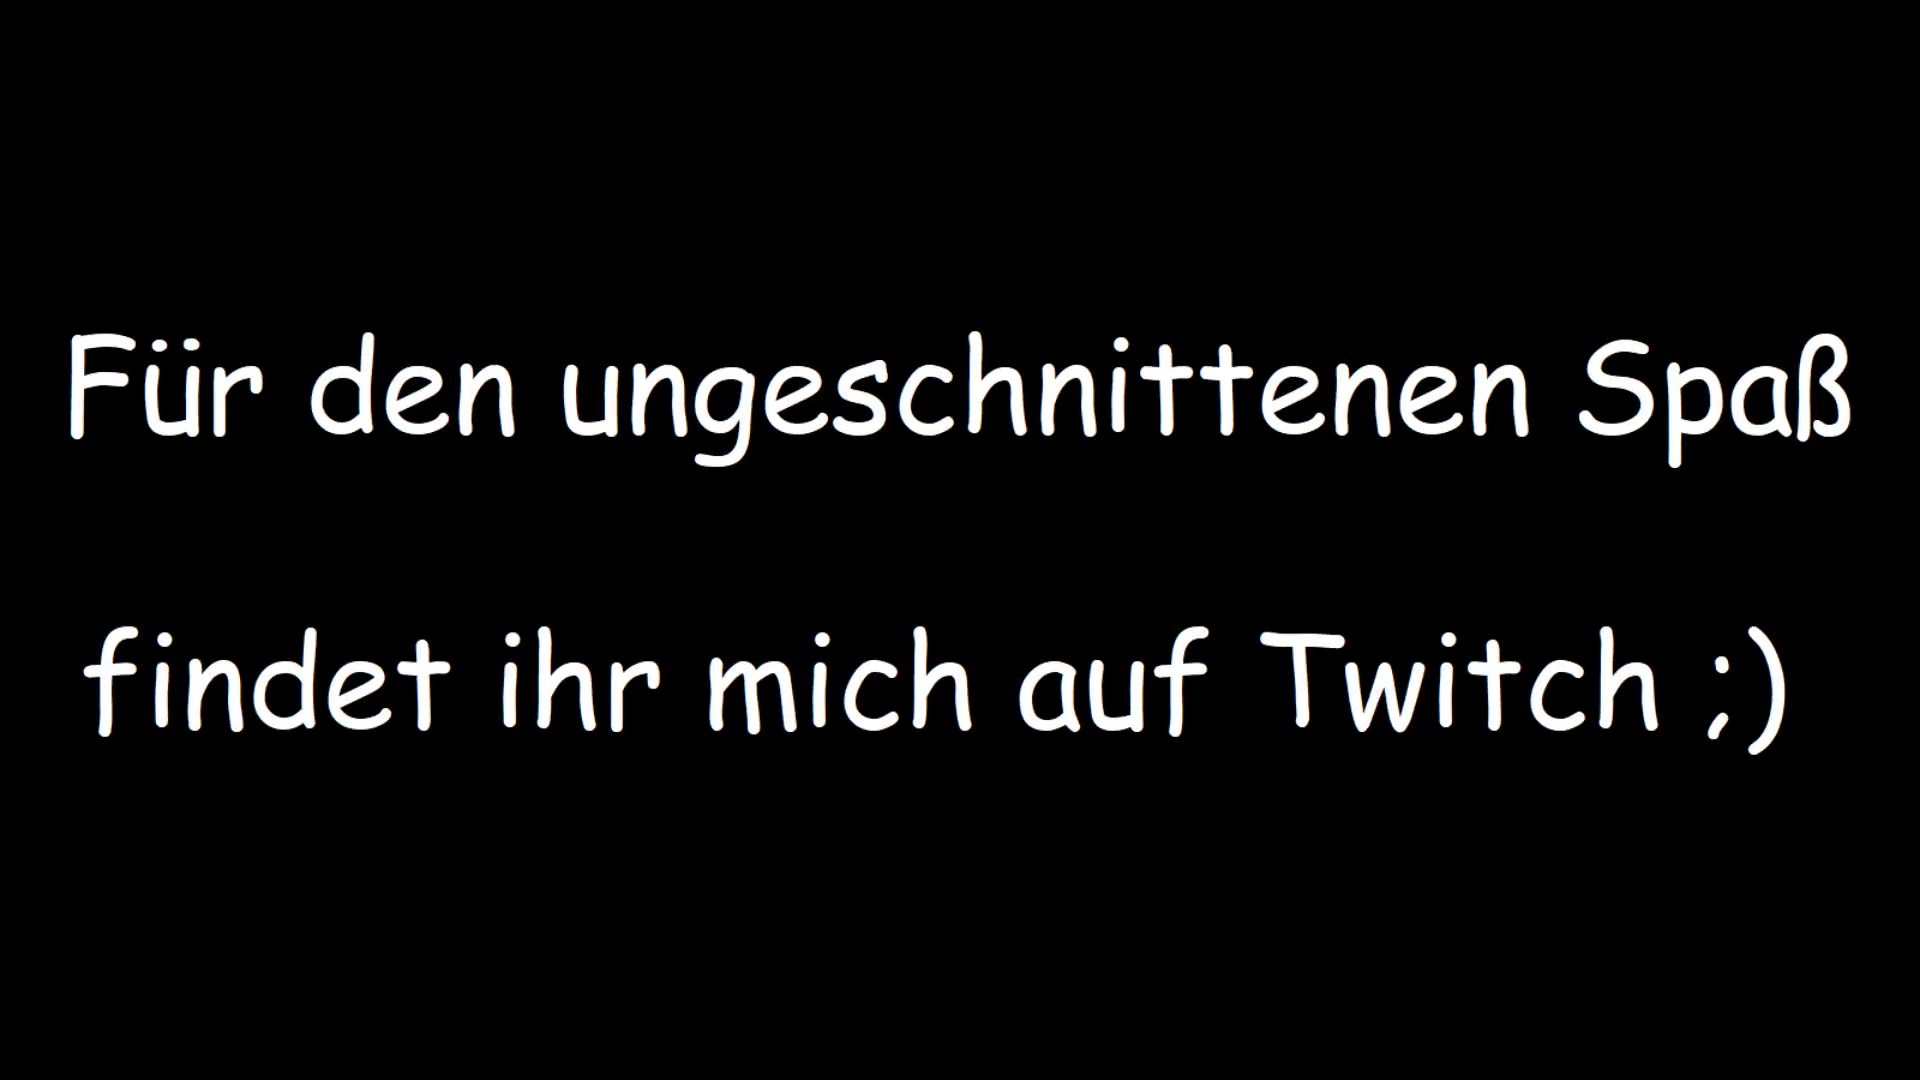 Für den ungeschnittenen Spaß
findet ihr mich auf Twitch ;)